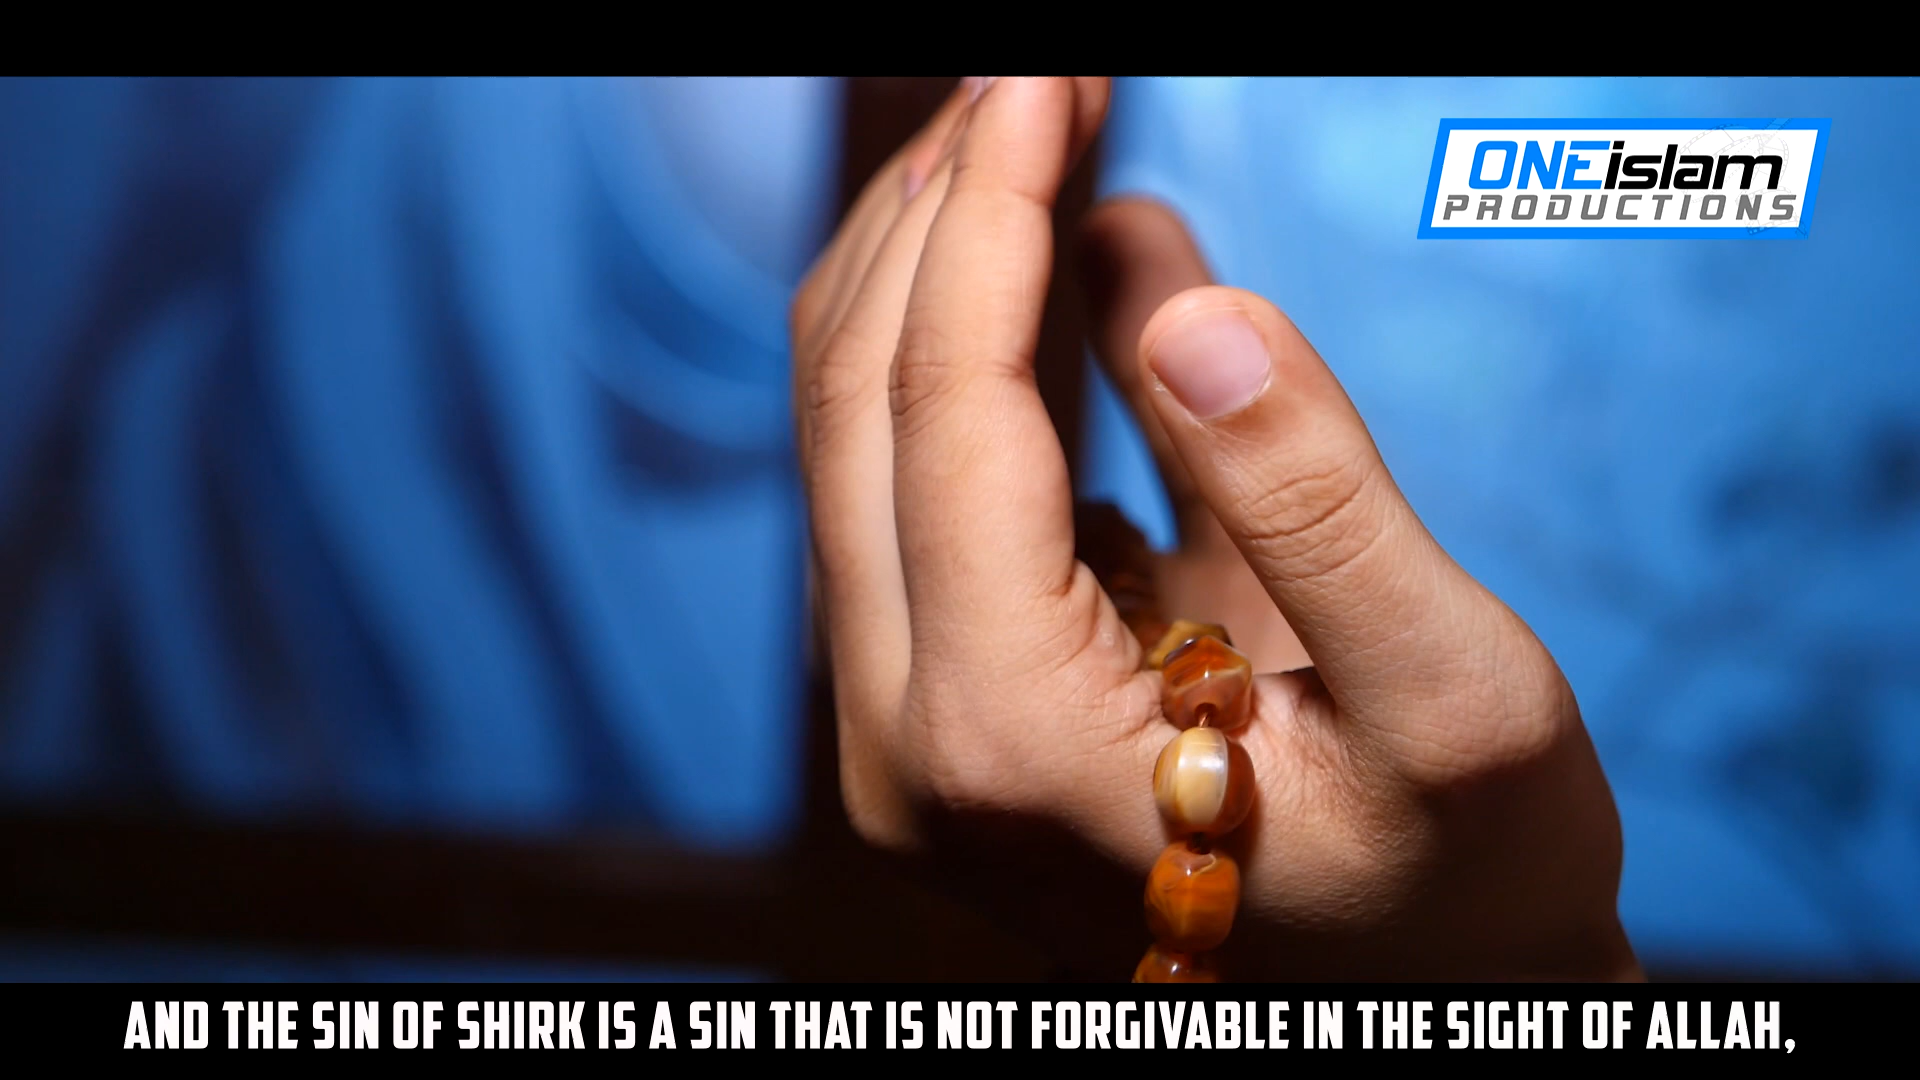 ONEislam
PRODUCTIONS
AND THE SIN OF SHIRK IS A SIN THAT IS NOT FORGIVABLE IN THE SIGHT OF ALLAH,